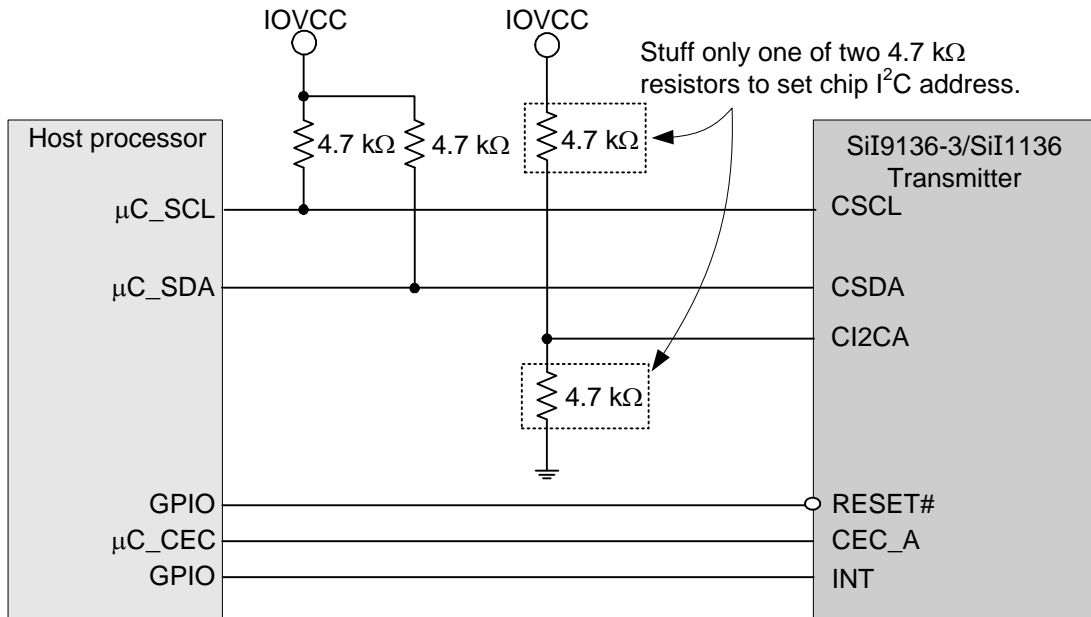 IOVCC
IOVCC
Stuff only one of two 4.7 kΩ
resistors to set chip I²C address.
Host processor
4.7 kΩ
4.7 kΩ
4.7 kΩ
SiI9136-3/SiI1136
Transmitter
μC_SCL
CSCL
μC_SDA
CSDA
CI2CA
4.7 kΩ
GPIO
RESET#
μC_CEC
CEC_A
GPIO
INT